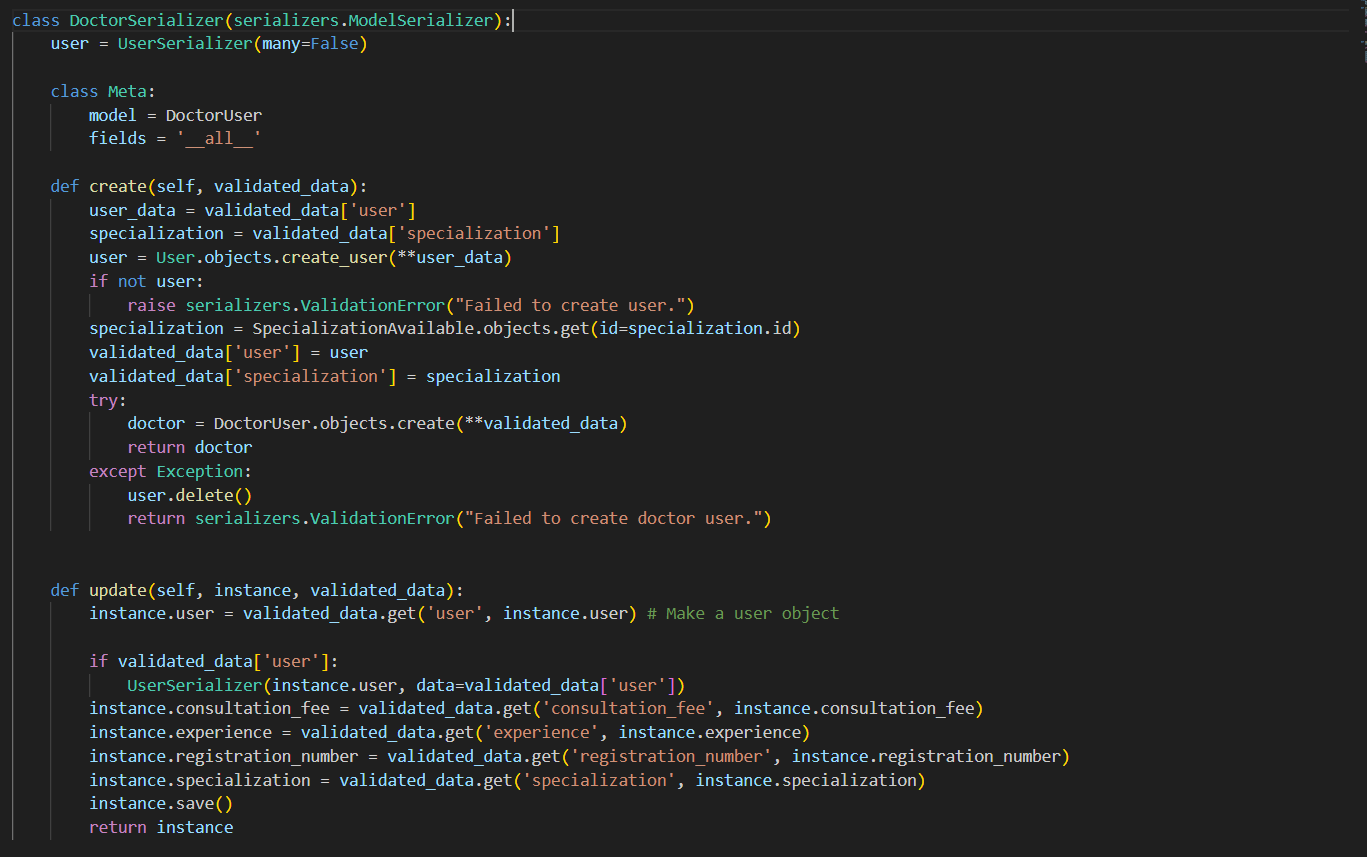 class DoctorSerializer(serializers.ModelSerializer):
    user = UserSerializer(many=False)

    class Meta:
        model = DoctorUser
        fields = '__all__'

    def create(self, validated_data):
        user_data = validated_data['user']
        specialization = validated_data['specialization']
        user = User.objects.create_user(**user_data)
        if not user:
            raise serializers.ValidationError("Failed to create user.")
        specialization = SpecializationAvailable.objects.get(id=specialization.id)
        validated_data['user'] = user
        validated_data['specialization'] = specialization
        try:
            doctor = DoctorUser.objects.create(**validated_data)
            return doctor
        except Exception:
            user.delete()
            return serializers.ValidationError("Failed to create doctor user.")


    def update(self, instance, validated_data):
        instance.user = validated_data.get('user', instance.user) # Make a user object

        if validated_data['user']:
            UserSerializer(instance.user, data=validated_data['user'])
        instance.consultation_fee = validated_data.get('consultation_fee', instance.consultation_fee)
        instance.experience = validated_data.get('experience', instance.experience)
        instance.registration_number = validated_data.get('registration_number', instance.registration_number)
        instance.specialization = validated_data.get('specialization', instance.specialization)
        instance.save()
        return instance